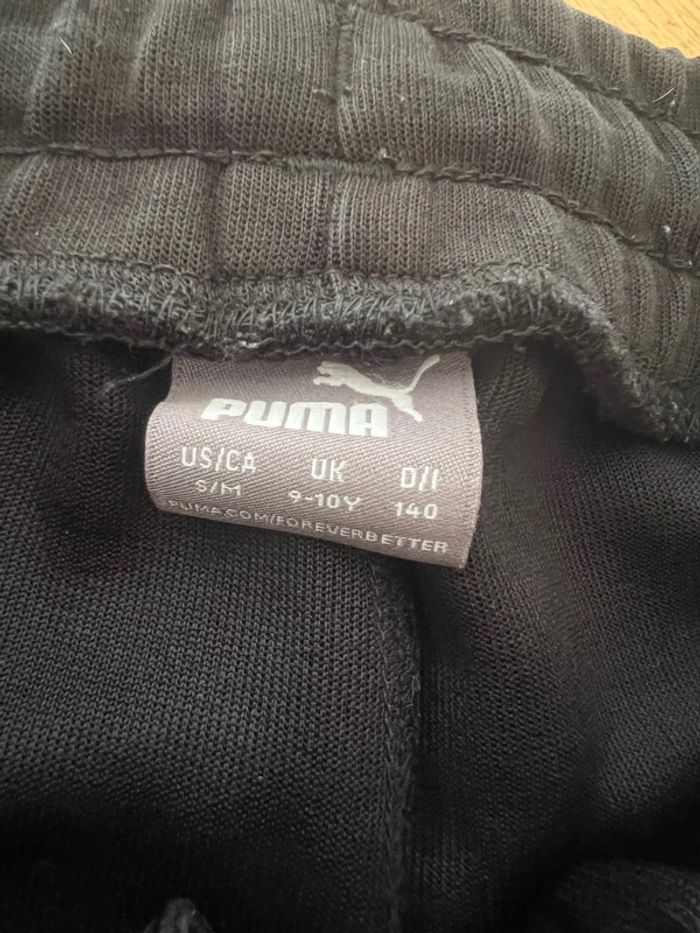 PUMA
US/CA UK D/I
S/M 9-10Y 140
PUMA.COM/FOREVERBETTER